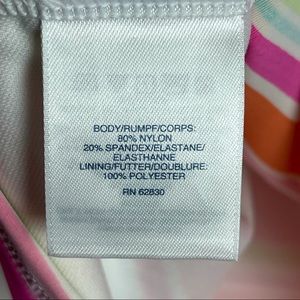 BODY/RUMPF/CORPS:
80% NYLON
20% SPANDEX/ELASTANE/
ELASTHANNE
LINING/FUTTER/DOUBLURE:
100% POLYESTER
RN 62830